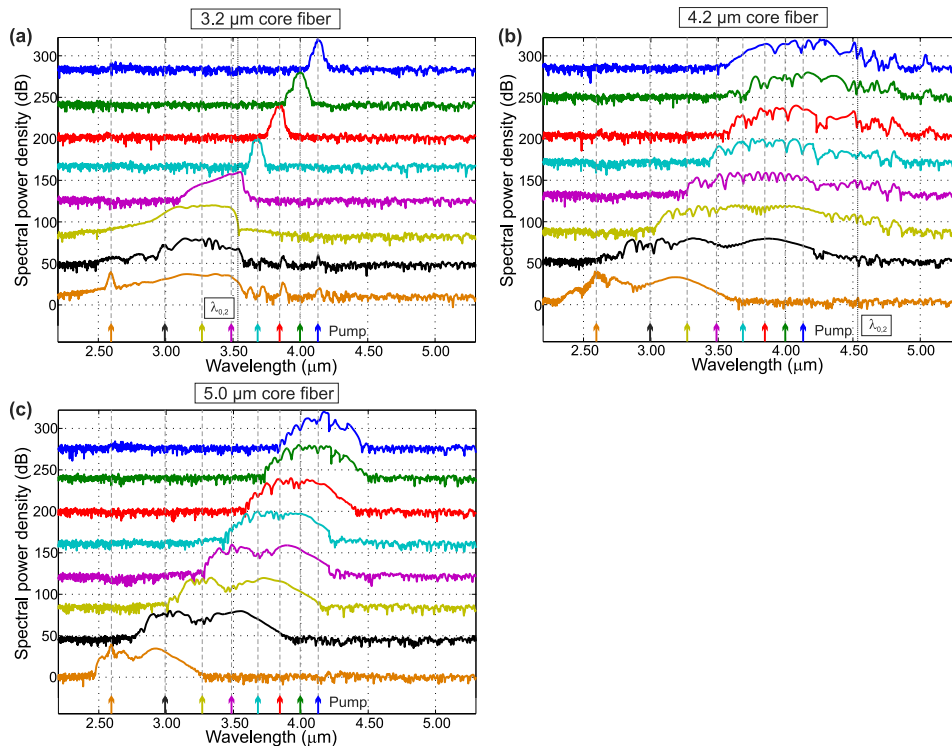 3.2 μm core fiber
(a)
Spectral power density (dB)
300
250
200
150
100
50
0
λ0,2
Pump
2.50 3.00 3.50 4.00 4.50 5.00
Wavelength (μm)
4.2 μm core fiber
(b)
Spectral power density (dB)
300
250
200
150
100
50
0
Pump
λ0,2
2.50 3.00 3.50 4.00 4.50 5.00
Wavelength (μm)
5.0 μm core fiber
(c)
Spectral power density (dB)
300
250
200
150
100
50
0
Pump
2.50 3.00 3.50 4.00 4.50 5.00
Wavelength (μm)